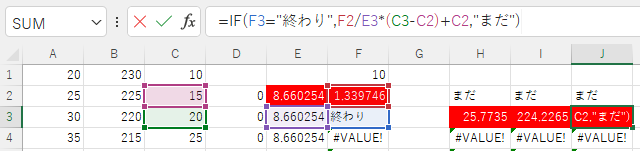 SUM =IF(F3="終わり",F2/E3*(C3-C2)+C2,"まだ")
A B C D E F G H I J
1 20 230 10 10
2 25 225 15 0 8.660254 1.339746 まだ まだ まだ
3 30 220 20 0 8.660254 終わり 25.7735 224.2265 C2,"まだ")
4 35 215 25 0 8.660254 #VALUE! #VALUE! #VALUE! #VALUE!